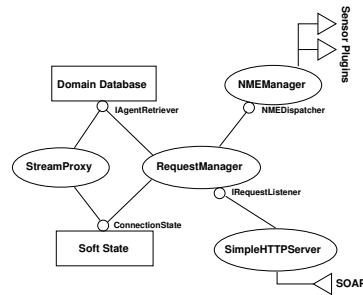 Sensor Plugins
Domain Database
NMEManager
IAgentRetriever
NMEDispatcher
StreamProxy
RequestManager
IRequestListener
ConnectionState
Soft State
SimpleHTTPServer
SOAP